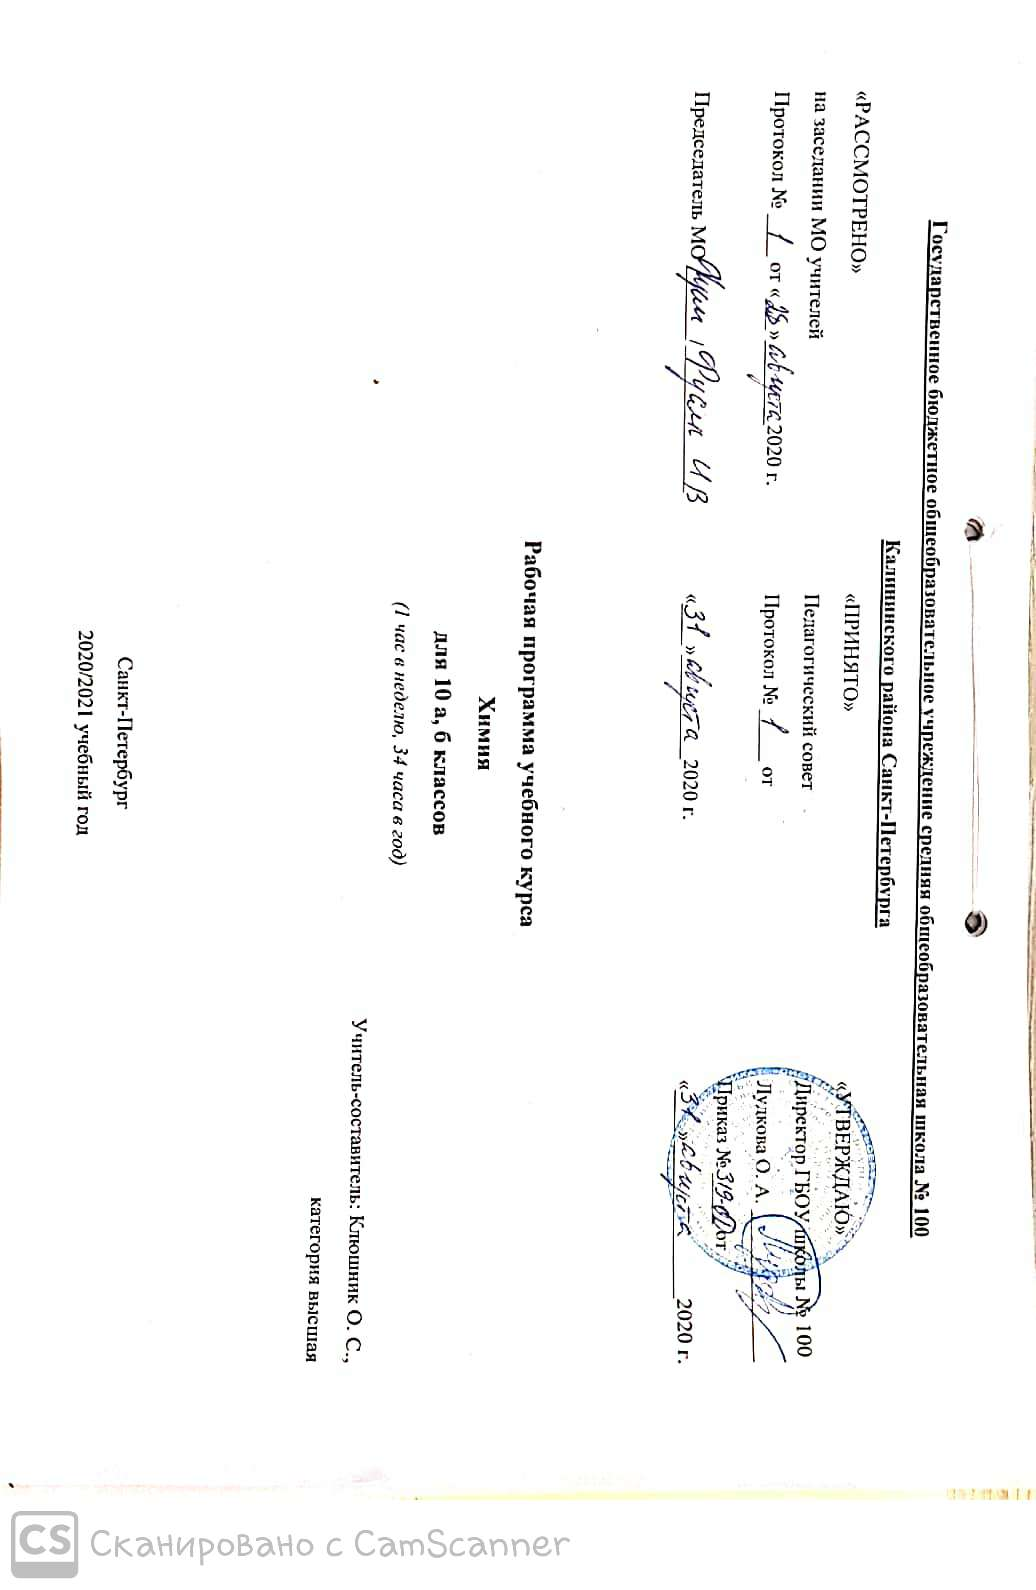 Государственное бюджетное общеобразовательное учреждение средняя общеобразовательная школа № 100
Калининского района Санкт-Петербурга
«РАССМОТРЕНО»
на заседании МО учителей
Протокол № 1 от « 28 » августа 2020 г.
Председатель МО
«ПРИНЯТО»
Педагогический совет
Протокол № 1 от
« 31 » августа 2020 г.
«УТВЕРЖДАЮ»
Директор ГБОУ школы № 100
Лудкова О. А.
Приказ № 319-ОД от
« 31 » августа 2020 г.
Рабочая программа учебного курса
Химия
для 10 а, б классов
(1 час в неделю, 34 часа в год)
Учитель-составитель: Клюшник О. С.,
категория высшая
Санкт-Петербург
2020/2021 учебный год
CS Сканировано с CamScanner